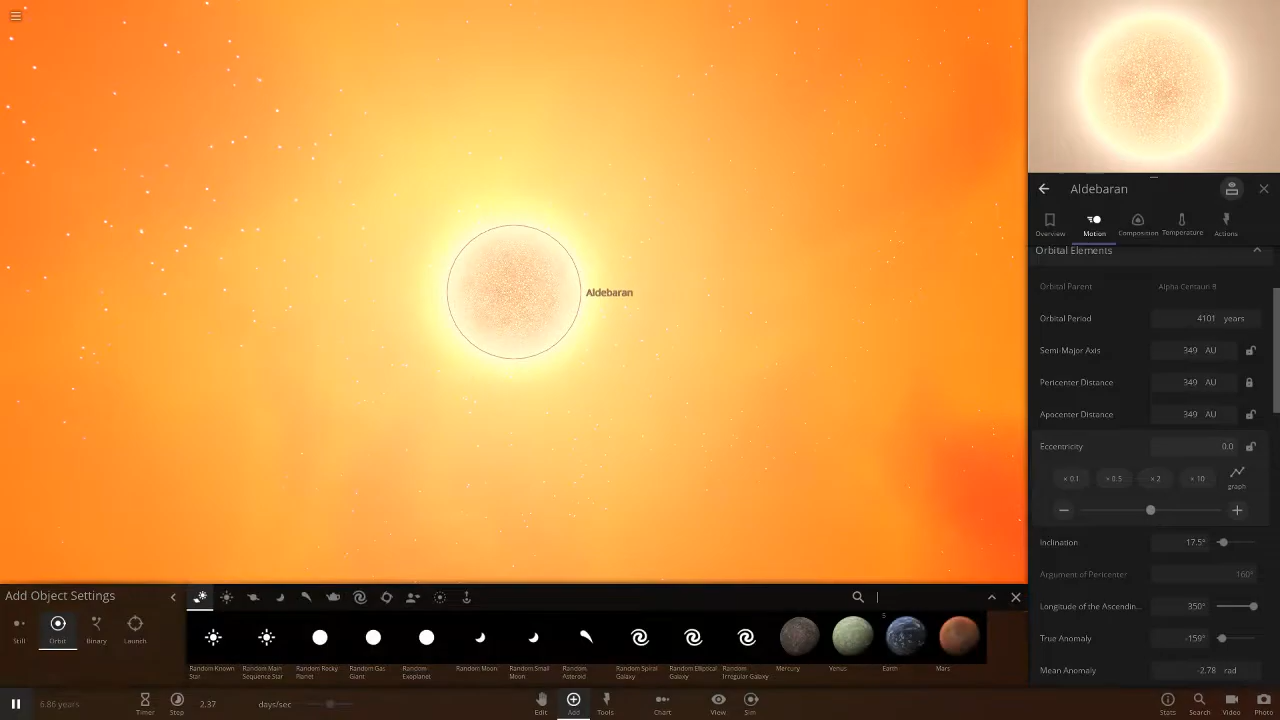 Aldebaran
Aldebaran
Overview
Motion
Composition
Temperature
Actions
Orbital Elements
Orbital Parent Alpha Centauri B
Orbital Period 4101 years
Semi-Major Axis 349 AU
Pericenter Distance 349 AU
Apocenter Distance 349 AU
Eccentricity 0.0
× 0.1 × 0.5 × 2 × 10 graph
Inclination 17.5°
Argument of Pericenter 160°
Longitude of the Ascendin... 350°
True Anomaly -159°
Mean Anomaly -2.78 rad
Add Object Settings
Still Orbit Binary Launch
Random Known Star
Random Main Sequence Star
Random Rocky Planet
Random Gas Giant
Random Exoplanet
Random Moon
Random Small Moon
Random Asteroid
Random Spiral Galaxy
Random Elliptical Galaxy
Random Irregular Galaxy
Mercury
Venus
Earth
Mars
6.86 years
Timer
Step
2.37 days/sec
Edit
Add
Tools
Chart
View
Sim
Stats
Search
Video
Photo